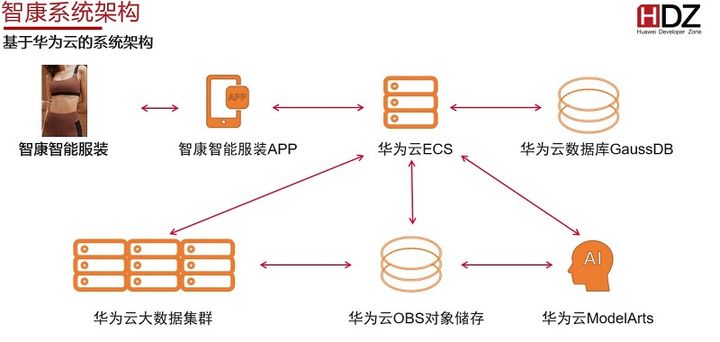 智康系统架构
HDZ
Huawei Developer Zone
基于华为云的系统架构
APP
智康智能服装
智康智能服装APP
华为云ECS
华为云数据库GaussDB
AI
华为云大数据集群
华为云OBS对象储存
华为云ModelArts